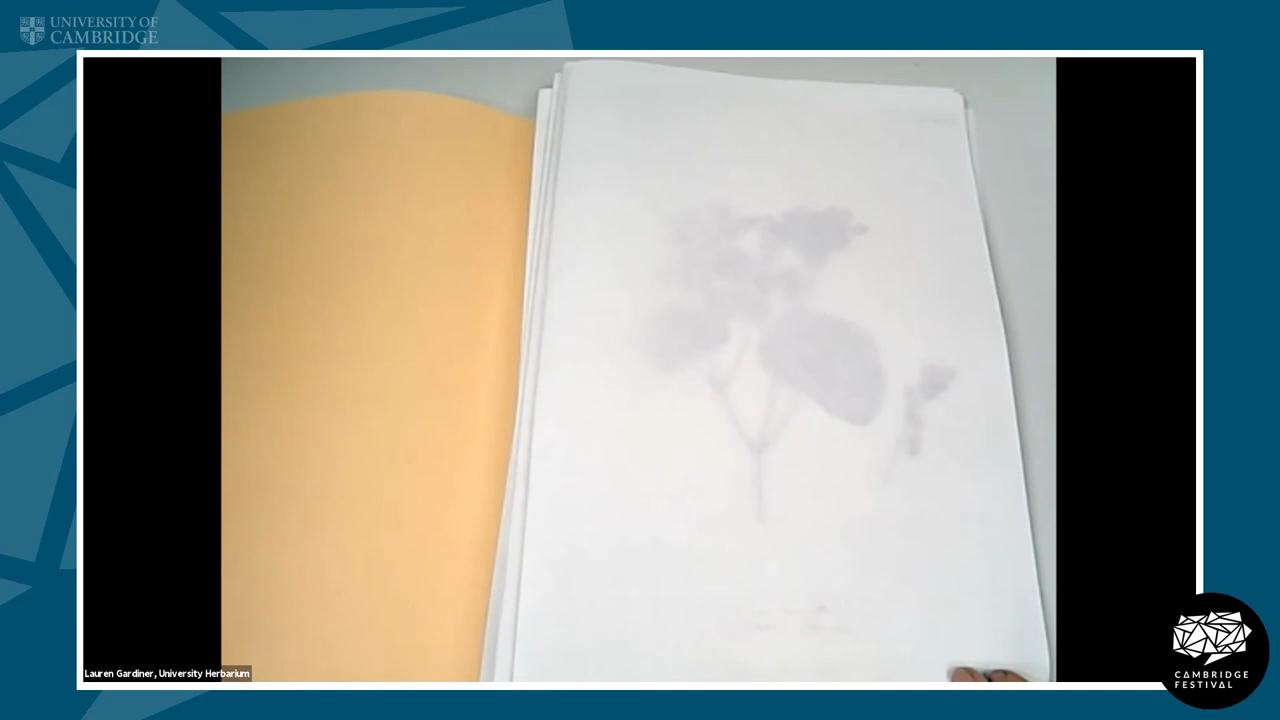 UNIVERSITY OF
CAMBRIDGE
Lauren Gardiner, University Herbarium
CAMBRIDGE
FESTIVAL